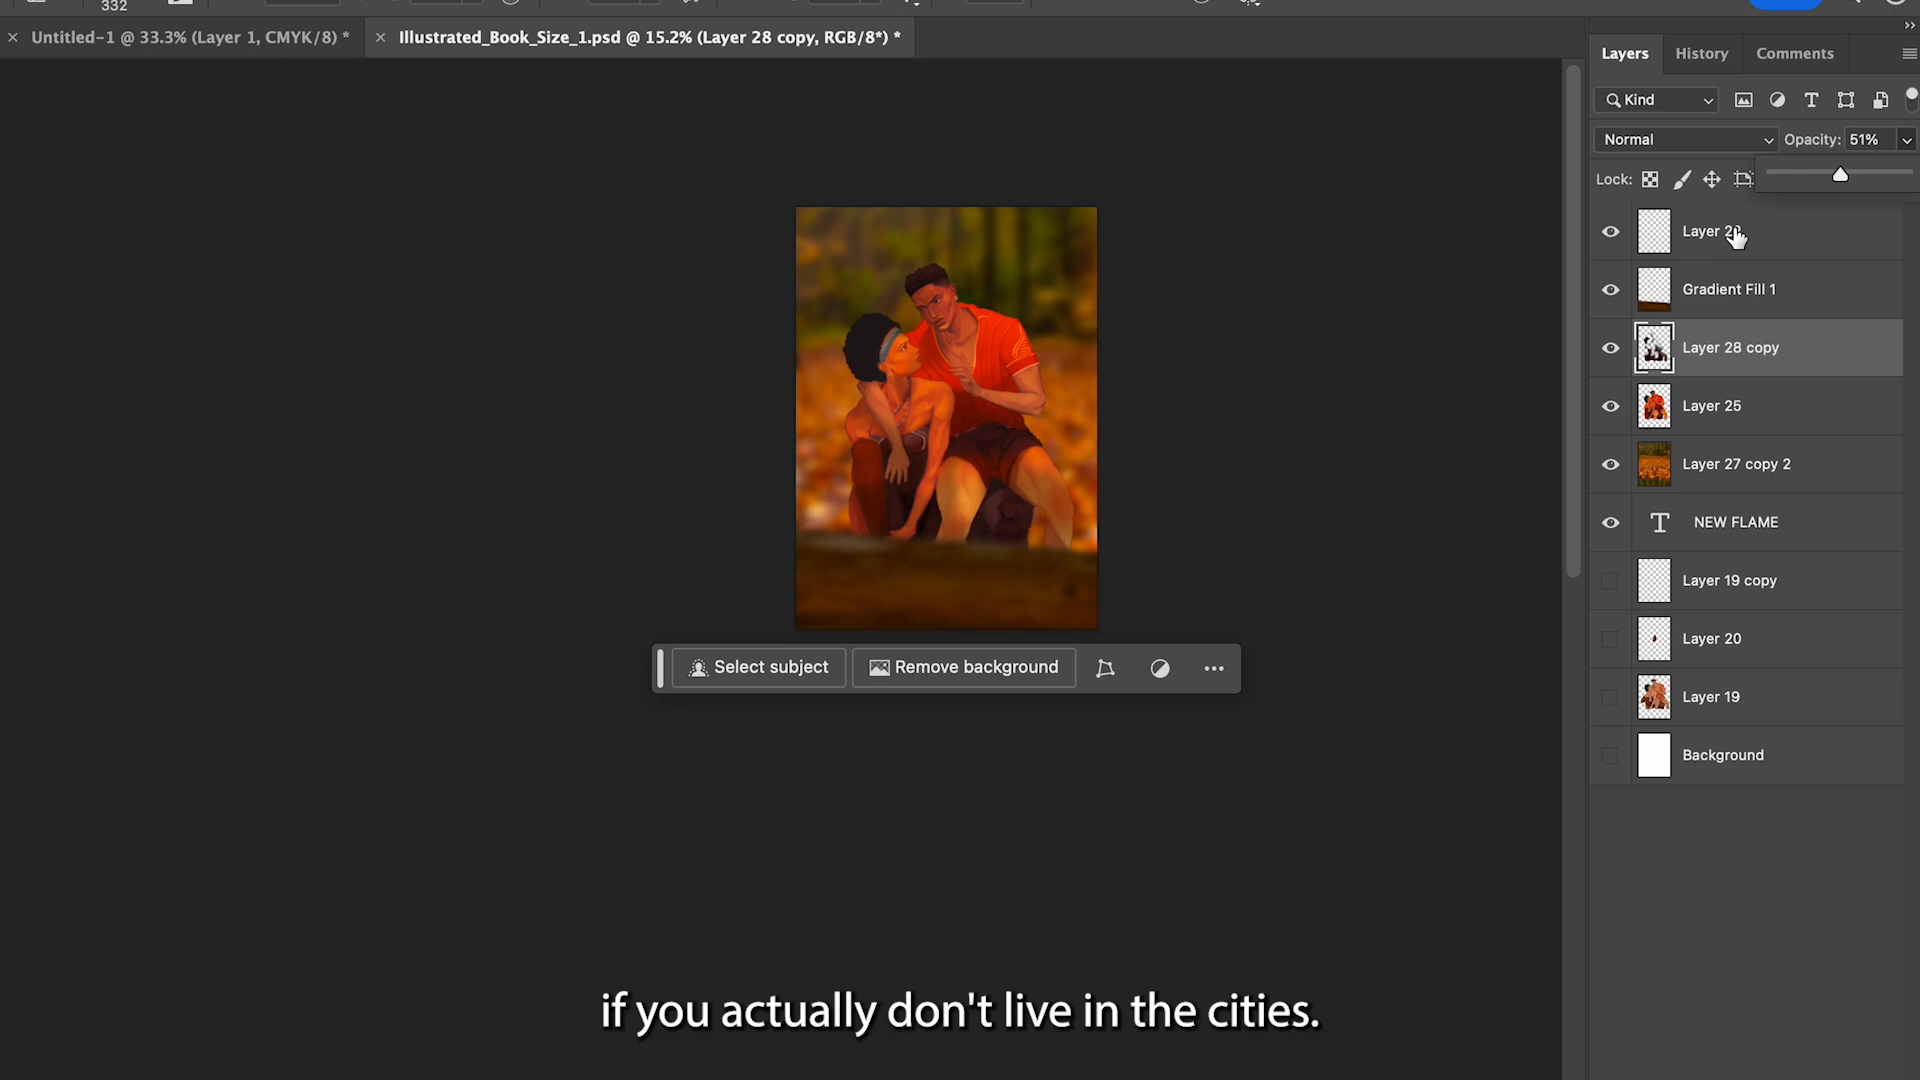 332
Untitled-1 @ 33.3% (Layer 1, CMYK/8) *
Illustrated_Book_Size_1.psd @ 15.2% (Layer 28 copy, RGB/8*) *
Layers
History
Comments
Kind
Normal
Opacity: 51%
Lock:
Layer
Gradient Fill 1
Layer 28 copy
Layer 25
Layer 27 copy 2
NEW FLAME
Layer 19 copy
Layer 20
Layer 19
Background
Select subject
Remove background
if you actually don't live in the cities.